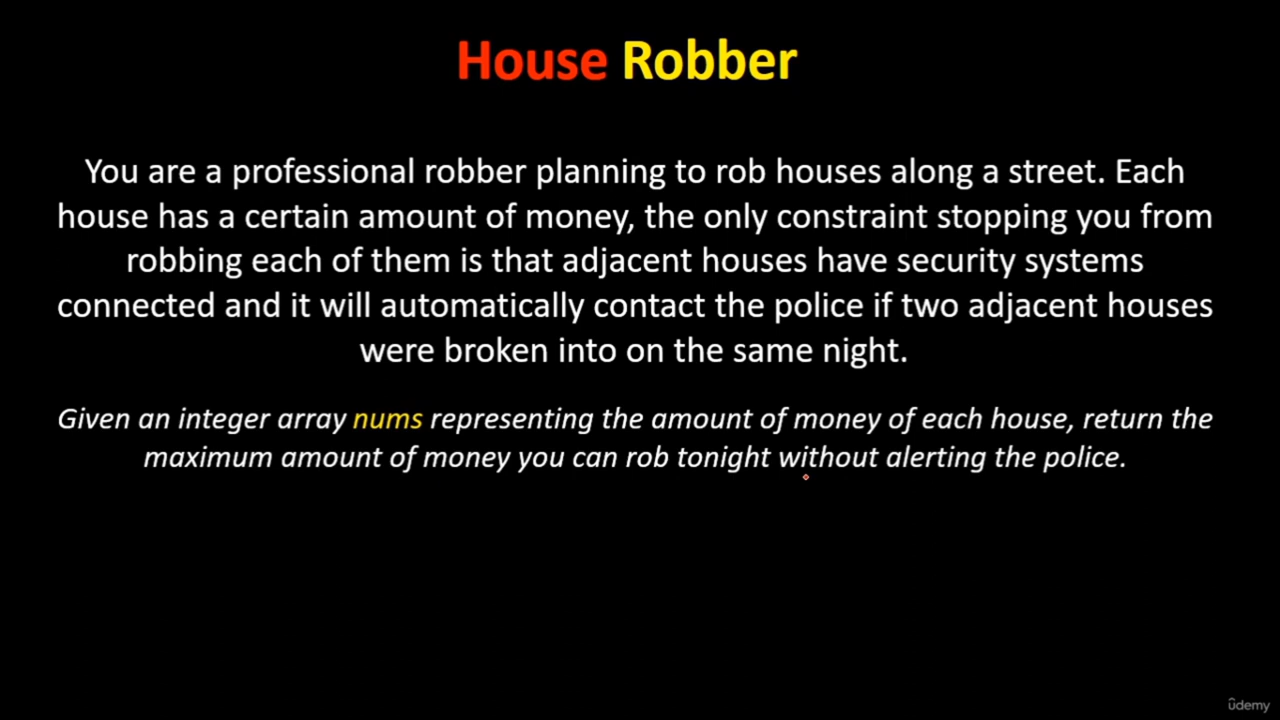 House Robber
You are a professional robber planning to rob houses along a street. Each
house has a certain amount of money, the only constraint stopping you from
robbing each of them is that adjacent houses have security systems
connected and it will automatically contact the police if two adjacent houses
were broken into on the same night.
Given an integer array nums representing the amount of money of each house, return the
maximum amount of money you can rob tonight without alerting the police.
ûdemy